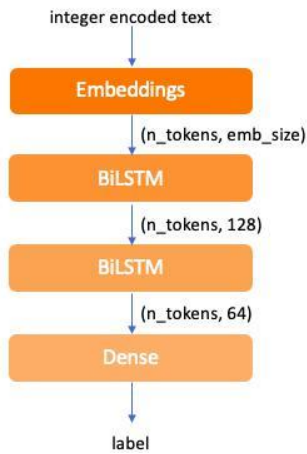 integer encoded text
Embeddings
(n_tokens, emb_size)
BiLSTM
(n_tokens, 128)
BiLSTM
(n_tokens, 64)
Dense
label